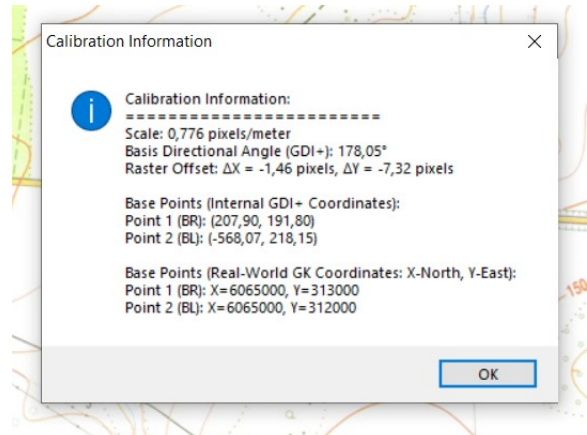 Calibration Information
Calibration Information:
========================
Scale: 0,776 pixels/meter
Basis Directional Angle (GDI+): 178,05°
Raster Offset: ΔX = -1,46 pixels, ΔY = -7,32 pixels
Base Points (Internal GDI+ Coordinates):
Point 1 (BR): (207,90, 191,80)
Point 2 (BL): (-568,07, 218,15)
Base Points (Real-World GK Coordinates: X-North, Y-East):
Point 1 (BR): X=6065000, Y=313000
Point 2 (BL): X=6065000, Y=312000
150
OK